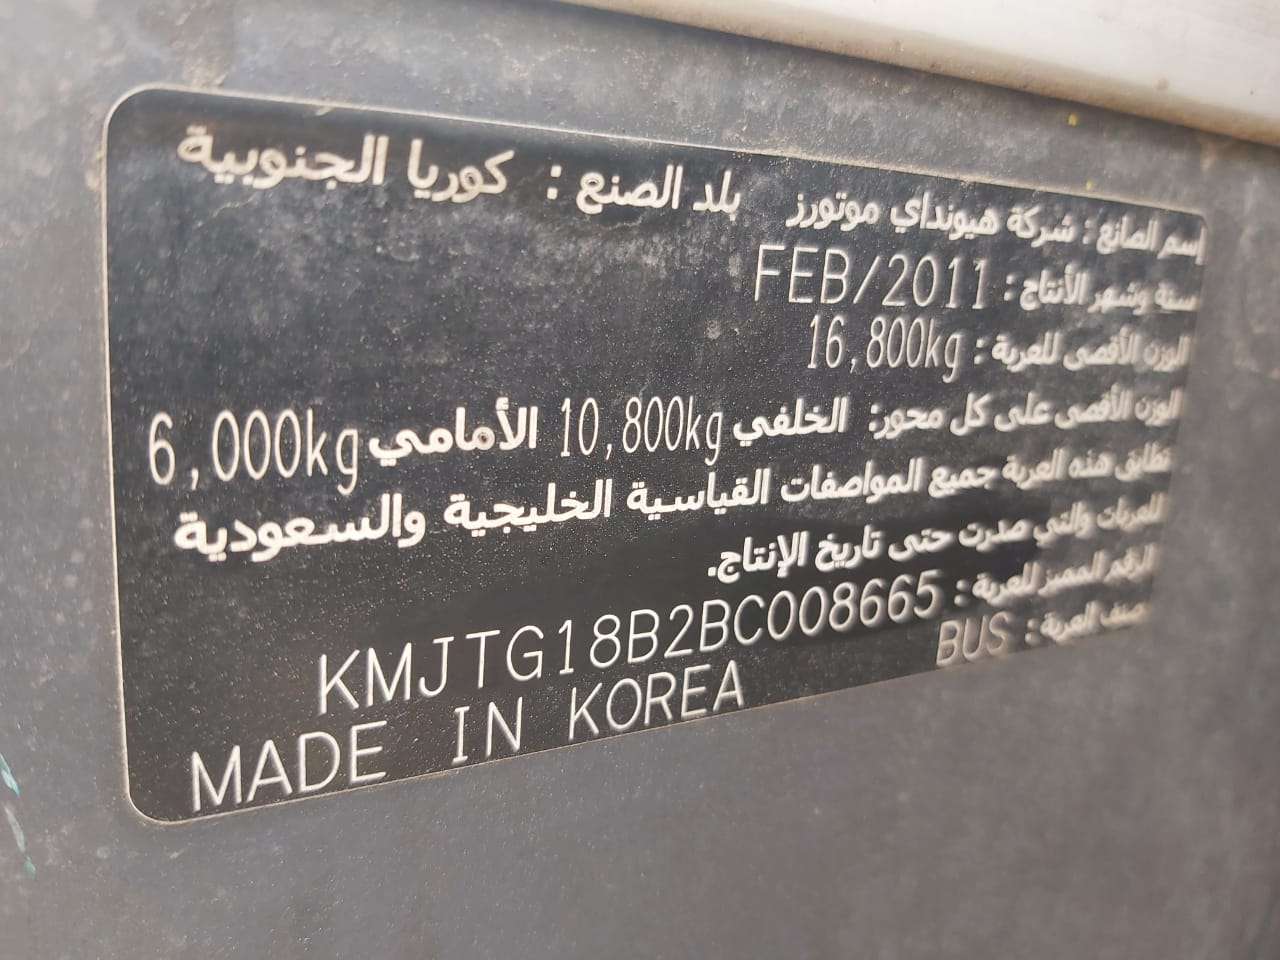 إسم الصانع : شركة هيونداي موتورز بلد الصنع : كوريا الجنوبية
سنة وشهر الأنتاج : FEB/2011
الوزن الأقصى للعربة : 16,800kg
الوزن الأقصى على كل محور: الخلفي 10,800kg الأمامي 6,000kg
تطابق هذه العربة جميع المواصفات القياسية الخليجية والسعودية
للعربات والتي صدرت حتى تاريخ الإنتاج.
الرقم المميز للعربة : KMJTG18B2BC008665
صنف العربة : BUS
MADE IN KOREA